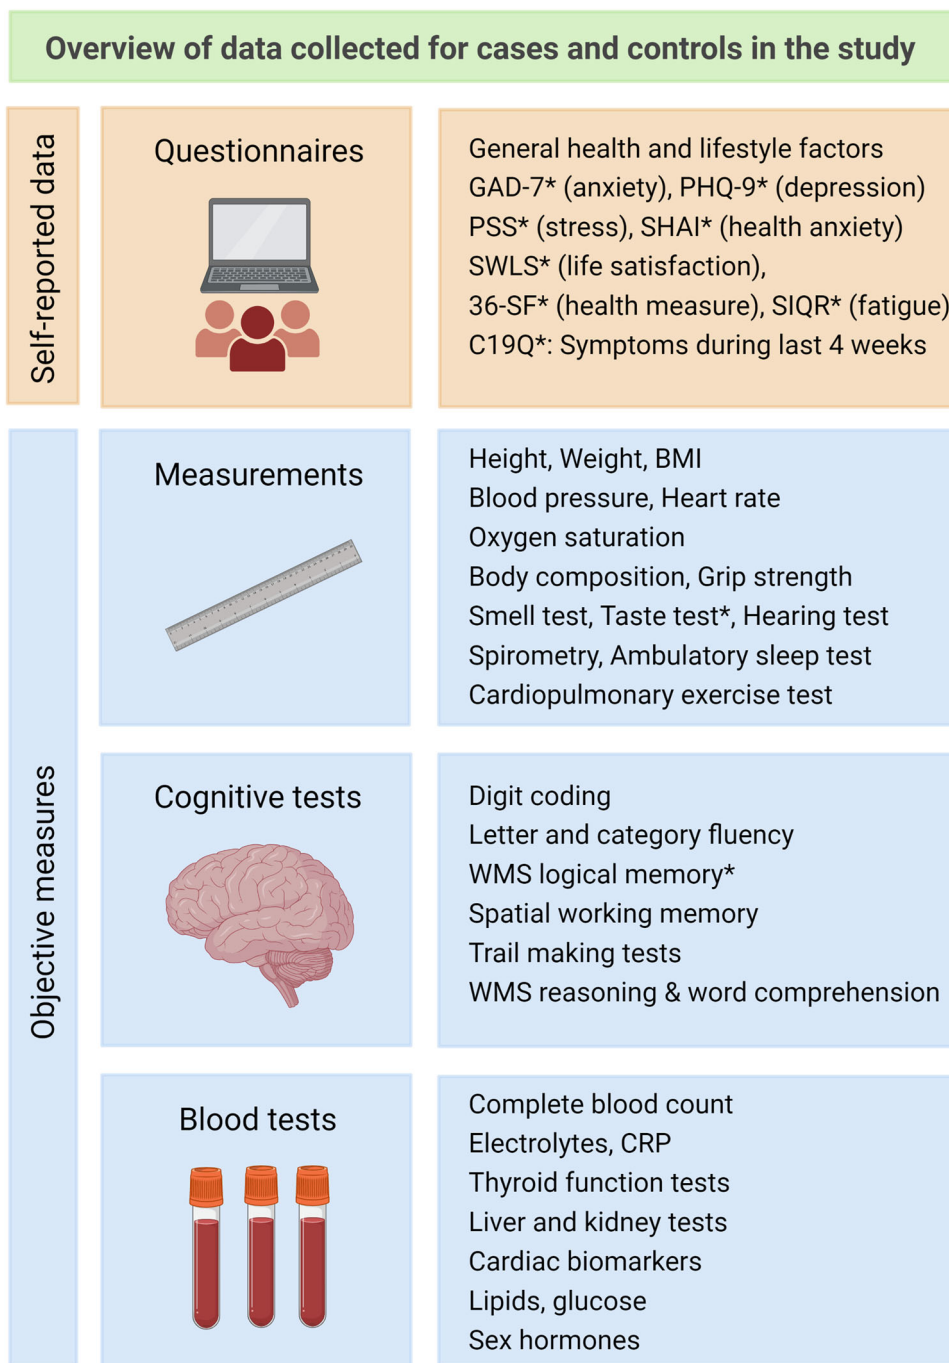 Overview of data collected for cases and controls in the study
Self-reported data
Questionnaires
General health and lifestyle factors
GAD-7* (anxiety), PHQ-9* (depression)
PSS* (stress), SHAI* (health anxiety)
SWLS* (life satisfaction),
36-SF* (health measure), SIQR* (fatigue)
C19Q*: Symptoms during last 4 weeks
Objective measures
Measurements
Height, Weight, BMI
Blood pressure, Heart rate
Oxygen saturation
Body composition, Grip strength
Smell test, Taste test*, Hearing test
Spirometry, Ambulatory sleep test
Cardiopulmonary exercise test
Cognitive tests
Digit coding
Letter and category fluency
WMS logical memory*
Spatial working memory
Trail making tests
WMS reasoning & word comprehension
Blood tests
Complete blood count
Electrolytes, CRP
Thyroid function tests
Liver and kidney tests
Cardiac biomarkers
Lipids, glucose
Sex hormones